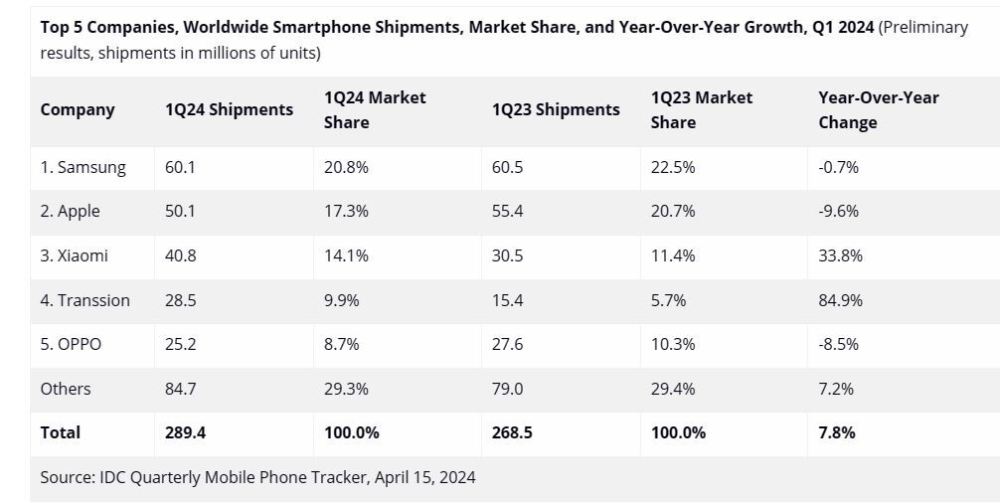 Top 5 Companies, Worldwide Smartphone Shipments, Market Share, and Year-Over-Year Growth, Q1 2024 (Preliminary
results, shipments in millions of units)
Company 1Q24 Shipments 1Q24 Market Share 1Q23 Shipments 1Q23 Market Share Year-Over-Year Change
1. Samsung 60.1 20.8% 60.5 22.5% -0.7%
2. Apple 50.1 17.3% 55.4 20.7% -9.6%
3. Xiaomi 40.8 14.1% 30.5 11.4% 33.8%
4. Transsion 28.5 9.9% 15.4 5.7% 84.9%
5. OPPO 25.2 8.7% 27.6 10.3% -8.5%
Others 84.7 29.3% 79.0 29.4% 7.2%
Total 289.4 100.0% 268.5 100.0% 7.8%
Source: IDC Quarterly Mobile Phone Tracker, April 15, 2024